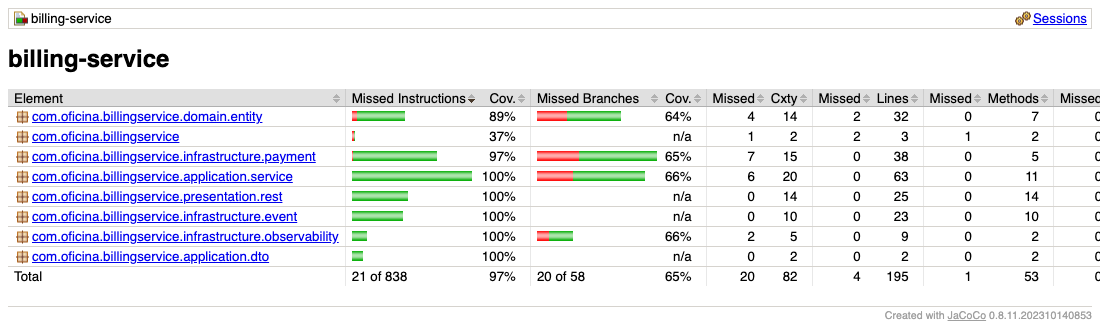 billing-service Sessions
billing-service
Element Missed Instructions Cov. Missed Branches Cov. Missed Cxty Missed Lines Missed Methods Missed
com.oficina.billingservice.domain.entity 89% 64% 4 14 2 32 0 7 0
com.oficina.billingservice 37% n/a 1 2 2 3 1 2 0
com.oficina.billingservice.infrastructure.payment 97% 65% 7 15 0 38 0 5 0
com.oficina.billingservice.application.service 100% 66% 6 20 0 63 0 11 0
com.oficina.billingservice.presentation.rest 100% n/a 0 14 0 25 0 14 0
com.oficina.billingservice.infrastructure.event 100% n/a 0 10 0 23 0 10 0
com.oficina.billingservice.infrastructure.observability 100% 66% 2 5 0 9 0 2 0
com.oficina.billingservice.application.dto 100% n/a 0 2 0 2 0 2 0
Total 21 of 838 97% 20 of 58 65% 20 82 4 195 1 53 0
Created with JaCoCo 0.8.11.202310140853